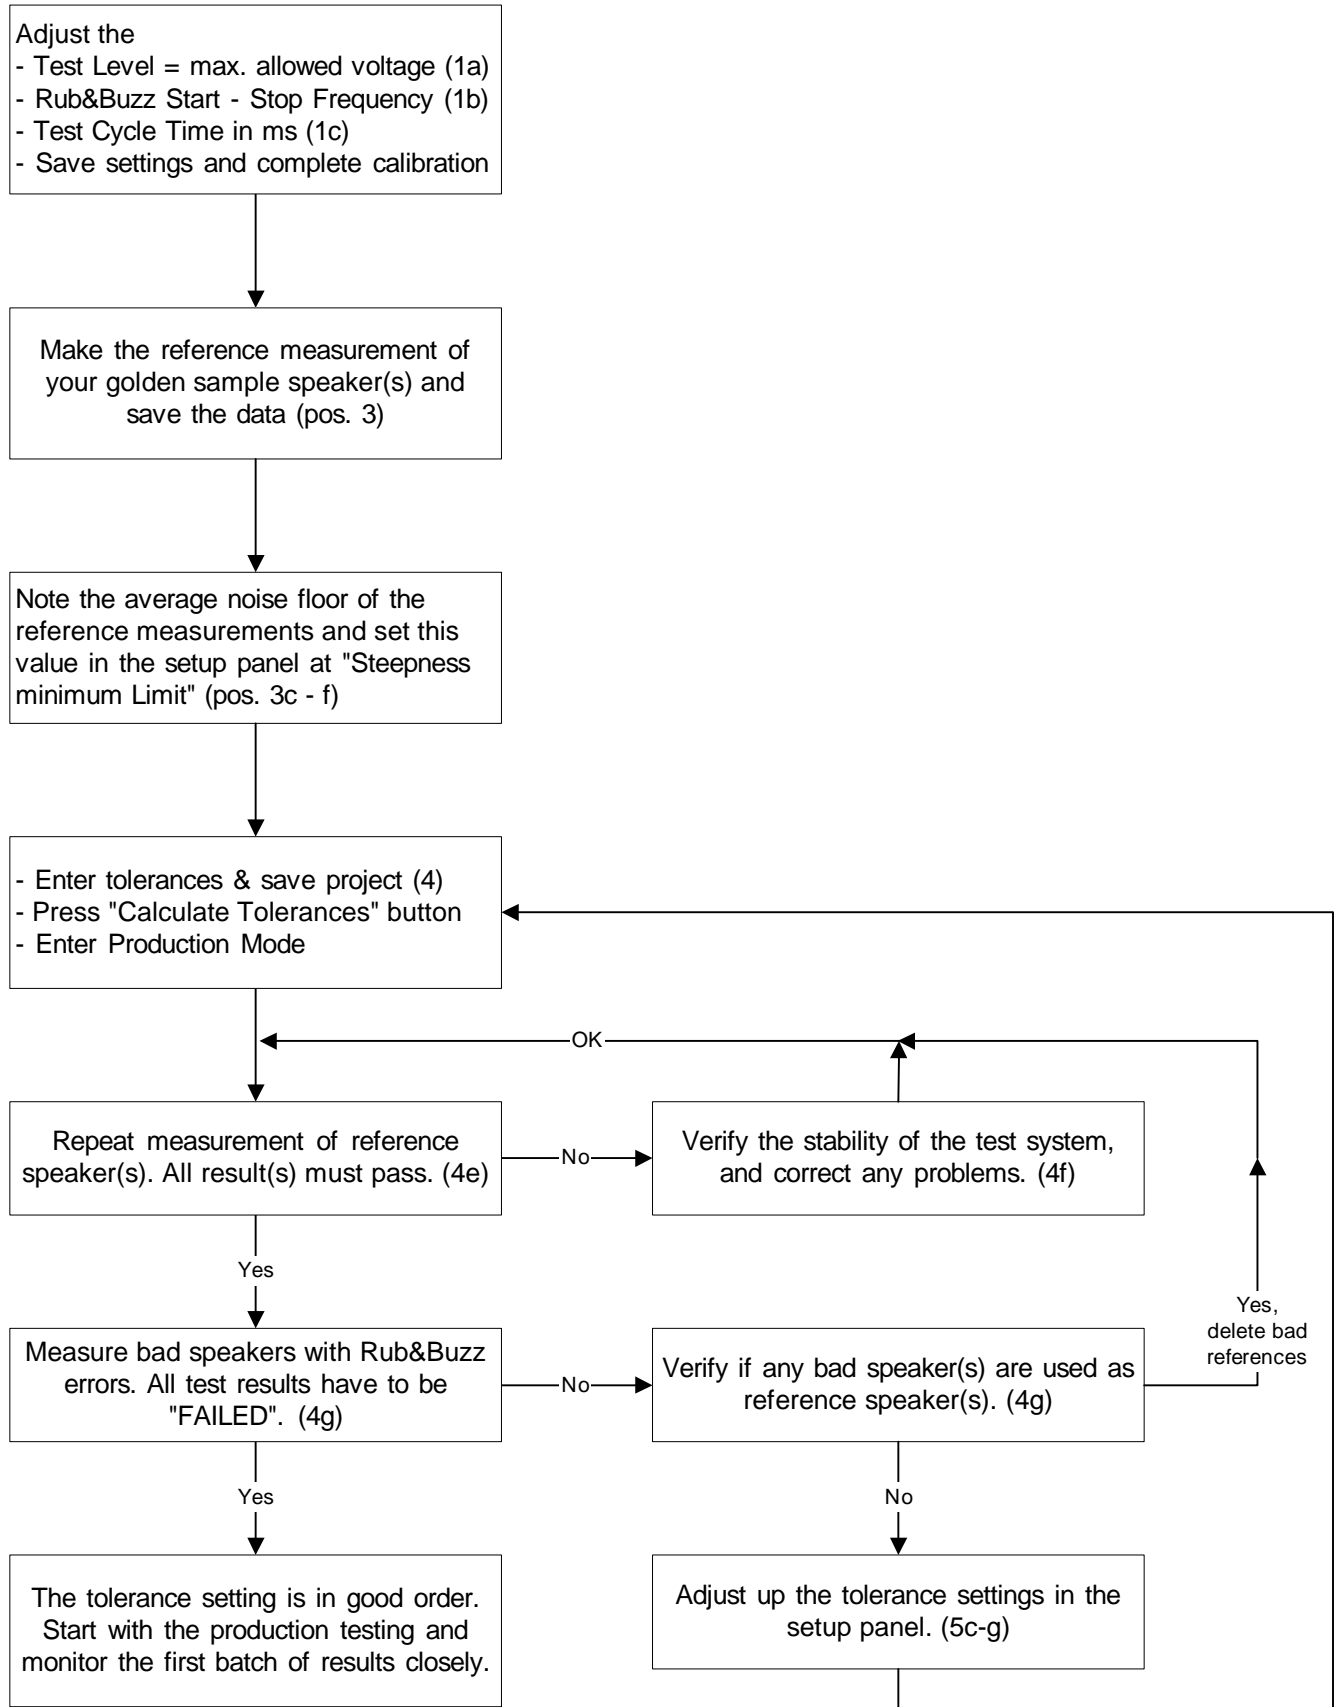 Adjust the
- Test Level = max. allowed voltage (1a)
- Rub&Buzz Start - Stop Frequency (1b)
- Test Cycle Time in ms (1c)
- Save settings and complete calibration
Make the reference measurement of
your golden sample speaker(s) and
save the data (pos. 3)
Note the average noise floor of the
reference measurements and set this
value in the setup panel at "Steepness
minimum Limit" (pos. 3c - f)
- Enter tolerances & save project (4)
- Press "Calculate Tolerances" button
- Enter Production Mode
OK
Repeat measurement of reference
speaker(s). All result(s) must pass. (4e)
No
Verify the stability of the test system,
and correct any problems. (4f)
Yes
Yes,
delete bad
references
Measure bad speakers with Rub&Buzz
errors. All test results have to be
"FAILED". (4g)
No
Verify if any bad speaker(s) are used as
reference speaker(s). (4g)
Yes
No
The tolerance setting is in good order.
Start with the production testing and
monitor the first batch of results closely.
Adjust up the tolerance settings in the
setup panel. (5c-g)